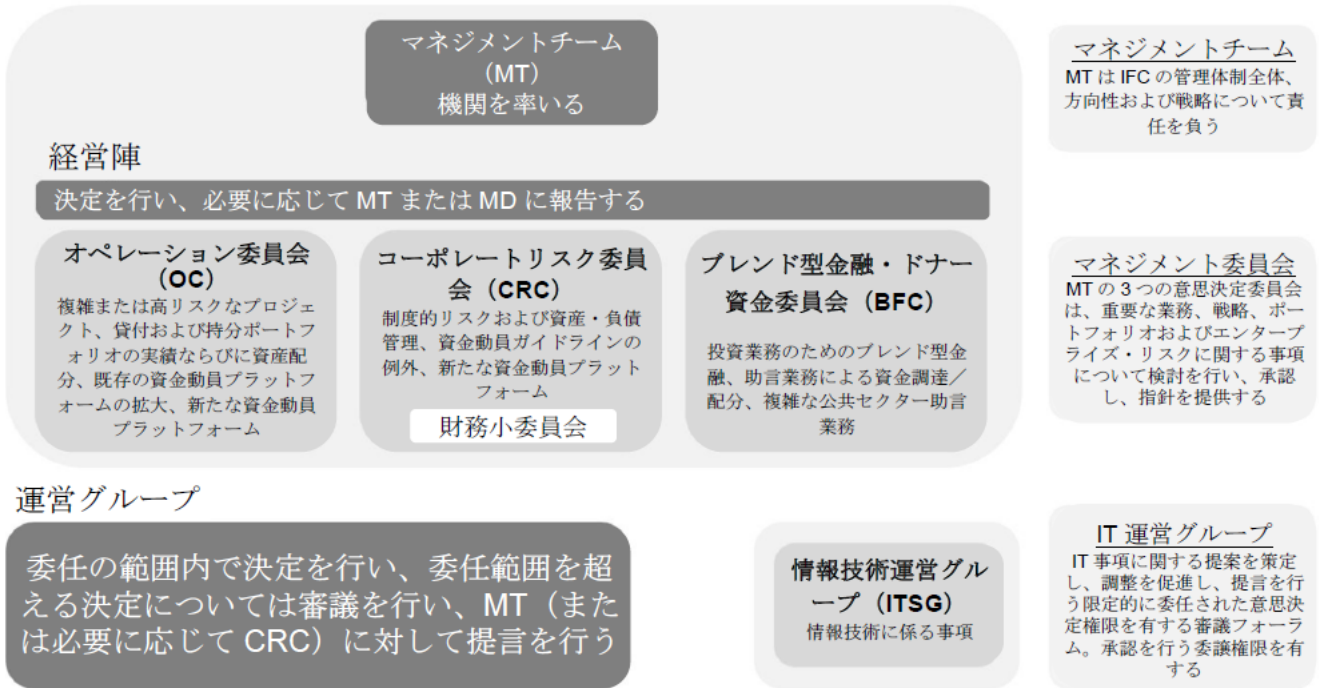 マネジメントチーム
（MT）
機関を率いる
マネジメントチーム
MT は IFC の管理体制全体、
方向性および戦略について責
任を負う
経営陣
決定を行い、必要に応じて MT または MD に報告する
オペレーション委員会
（OC）
複雑または高リスクなプロジェ
クト、貸付および持分ポートフ
ォリオの実績ならびに資産配
分、既存の資金動員プラットフ
ォームの拡大、新たな資金動員
プラットフォーム
コーポレートリスク委員
会（CRC）
制度的リスクおよび資産・負債
管理、資金動員ガイドラインの
例外、新たな資金動員プラット
フォーム
財務小委員会
ブレンド型金融・ドナー
資金委員会（BFC）
投資業務のためのブレンド型金
融、助言業務による資金調達／
配分、複雑な公共セクター助言
業務
マネジメント委員会
MT の 3 つの意思決定委員会
は、重要な業務、戦略、ポー
トフォリオおよびエンタープ
ライズ・リスクに関する事項
について検討を行い、承認
し、指針を提供する
運営グループ
委任の範囲内で決定を行い、委任範囲を超
える決定については審議を行い、MT（また
は必要に応じて CRC）に対して提言を行う
情報技術運営グル
ープ（ITSG）
情報技術に係る事項
IT 運営グループ
IT 事項に関する提案を策定
し、調整を促進し、提言を行
う限定的に委任された意思決
定権限を有する審議フォーラ
ム。承認を行う委譲権限を有
する